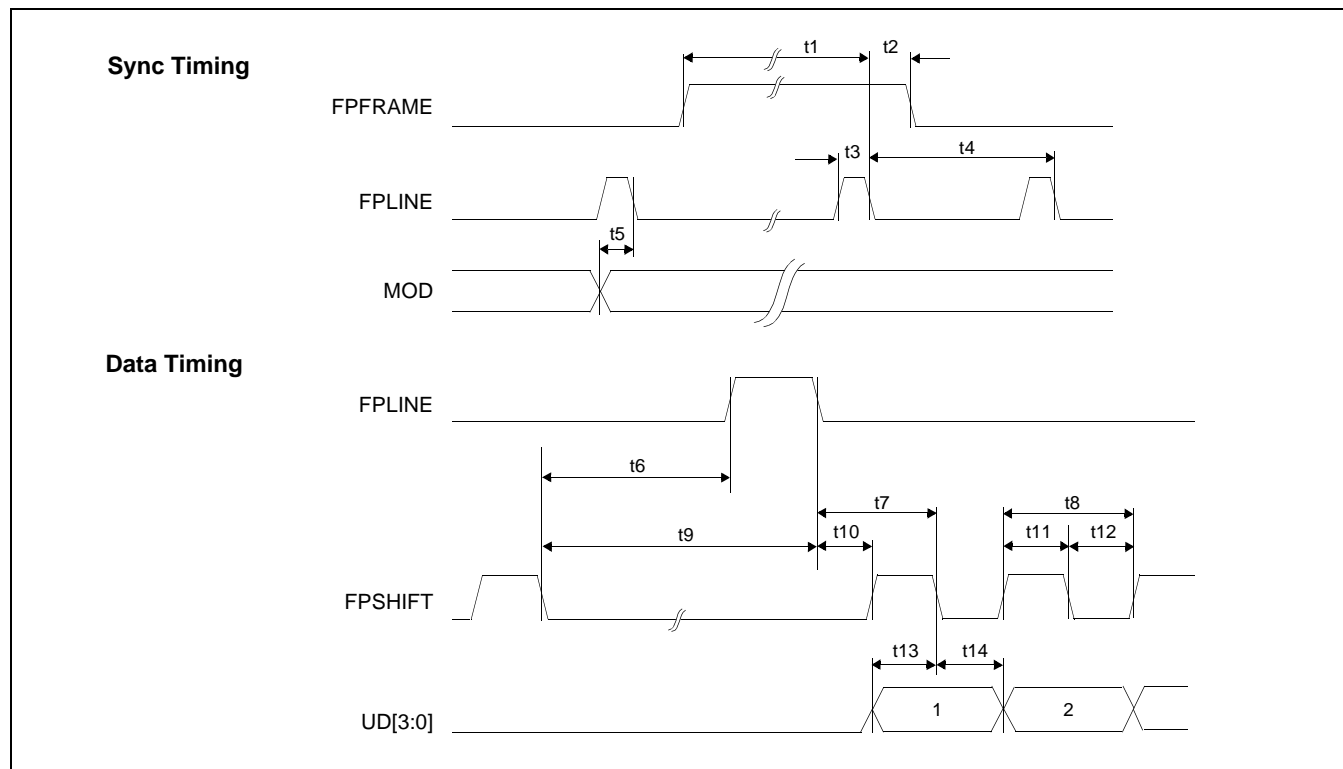 Sync Timing
t1 t2
FPFRAME
t3 t4
FPLINE
t5
MOD
Data Timing
FPLINE
t6
t7 t8
t9 t10 t11 t12
FPSHIFT
t13 t14
UD[3:0] 1 2